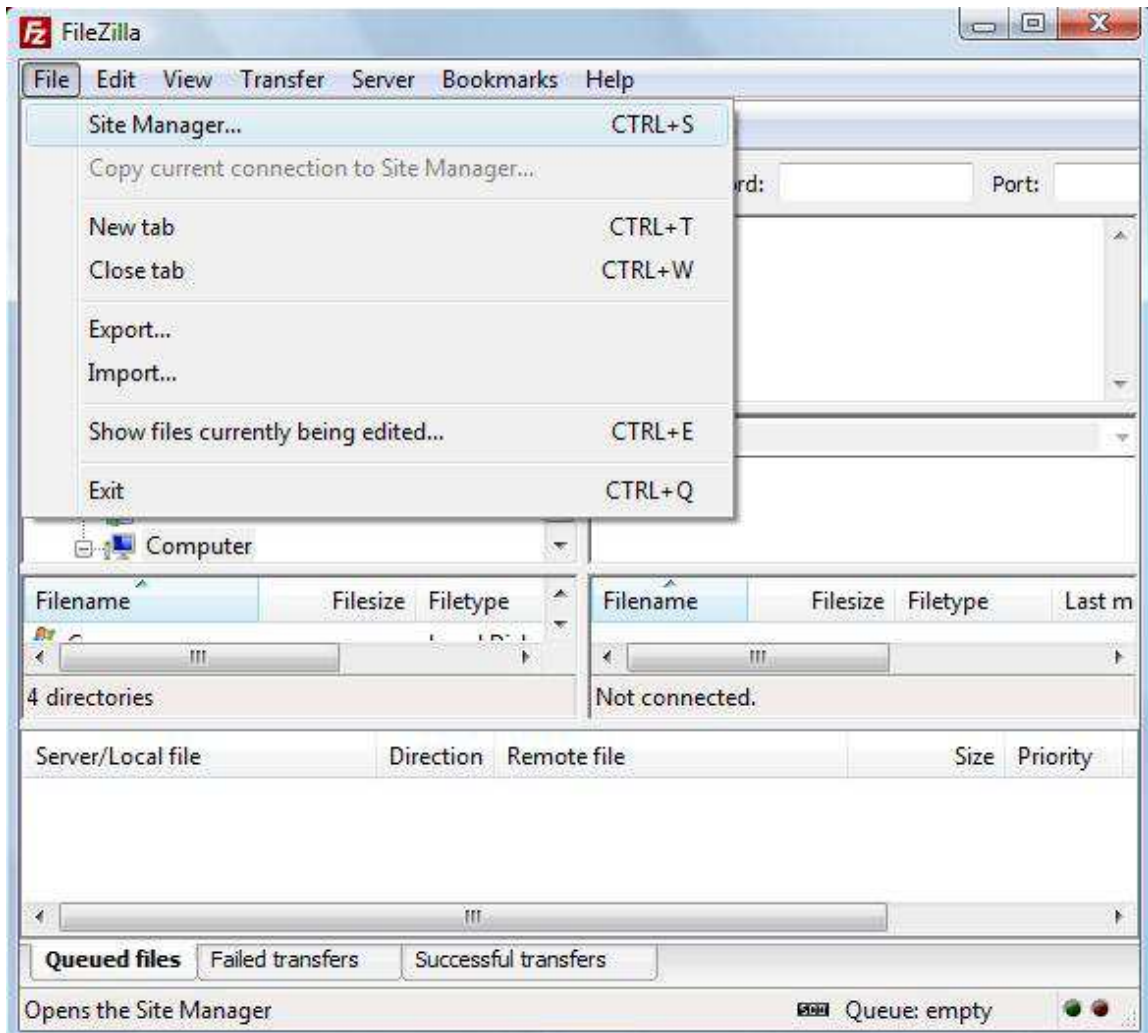 FileZilla
File Edit View Transfer Server Bookmarks Help
Site Manager... CTRL+S
Copy current connection to Site Manager...
rd: Port:
New tab CTRL+T
Close tab CTRL+W
Export...
Import...
Show files currently being edited... CTRL+E
Exit CTRL+Q
Computer
Filename Filesize Filetype Filename Filesize Filetype Last m
4 directories Not connected.
Server/Local file Direction Remote file Size Priority
Queued files Failed transfers Successful transfers
Opens the Site Manager Queue: empty